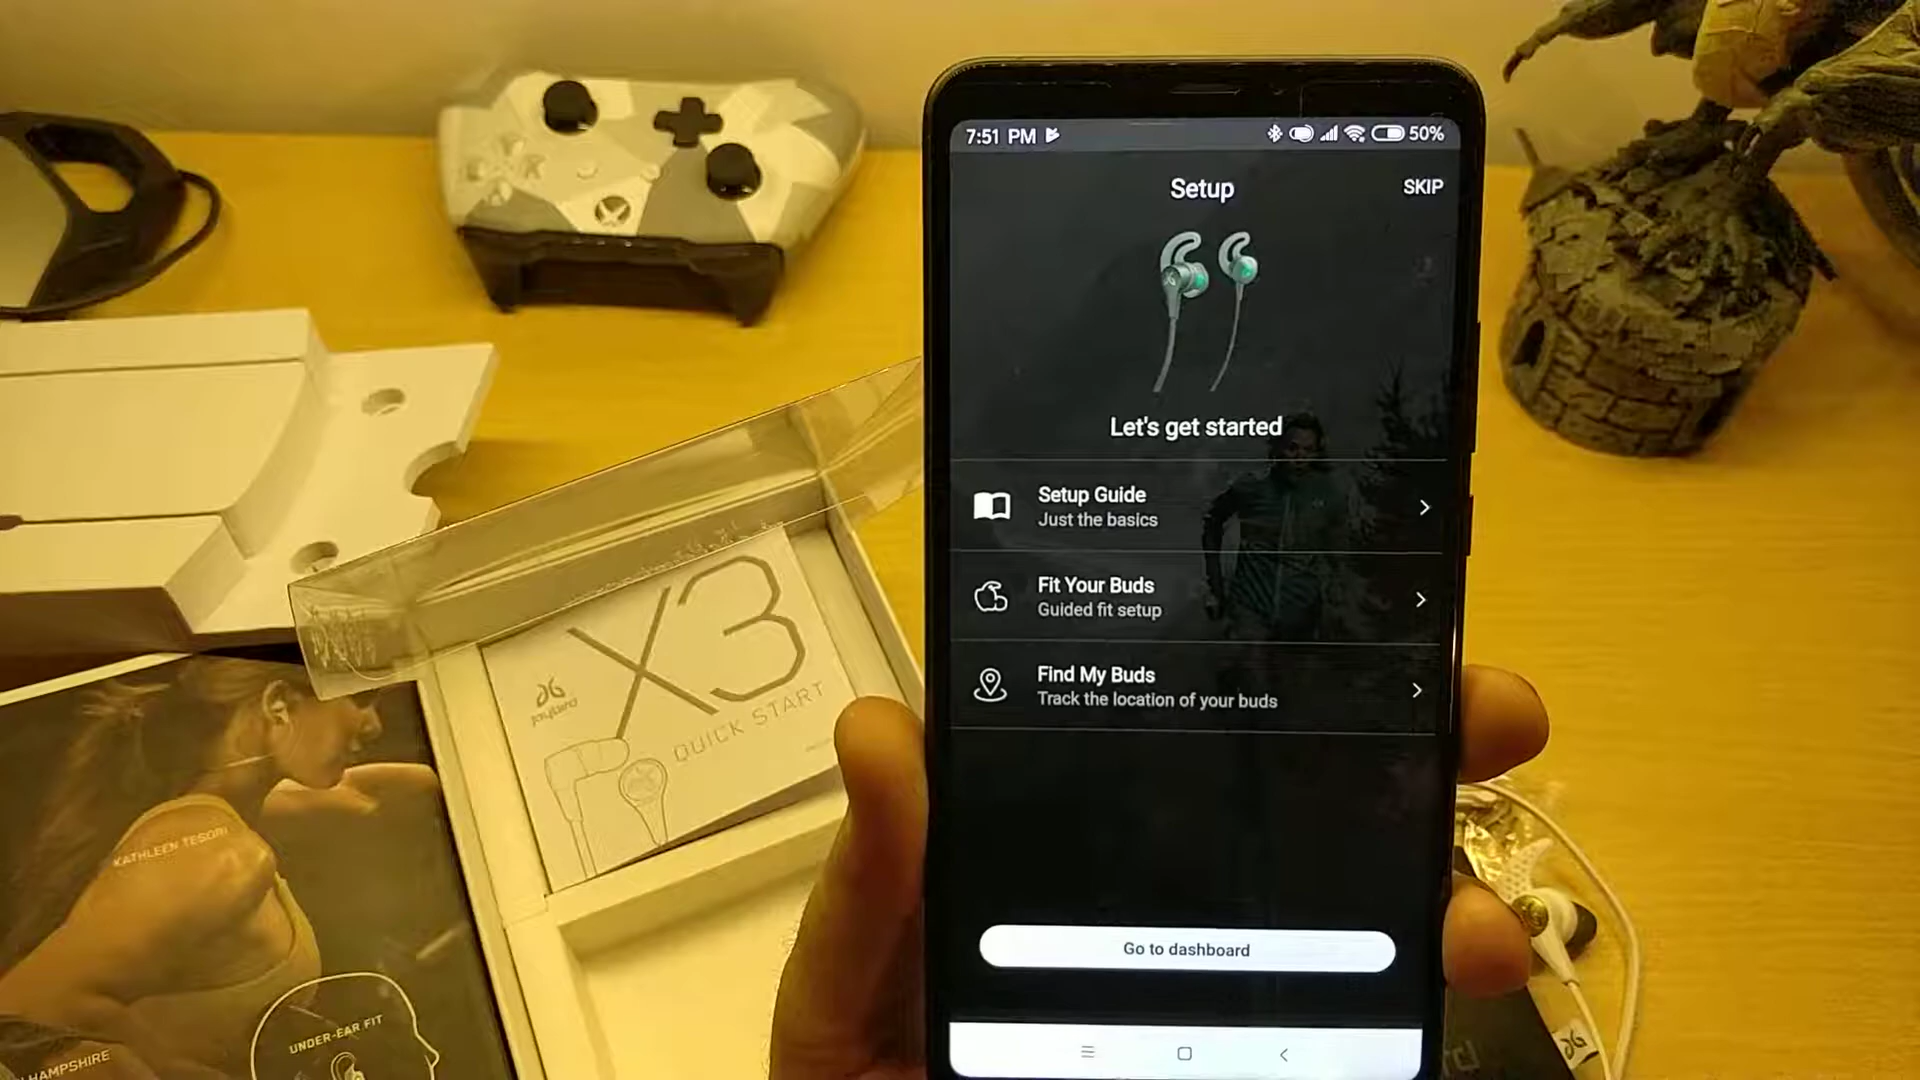 7:51 PM
50%
Setup
SKIP
Let's get started
Setup Guide
Just the basics
Fit Your Buds
Guided fit setup
Find My Buds
Track the location of your buds
Go to dashboard
X3
jaybird
QUICK START
KATHLEEN TESORI
UNDER-EAR FIT
HAMPSHIRE